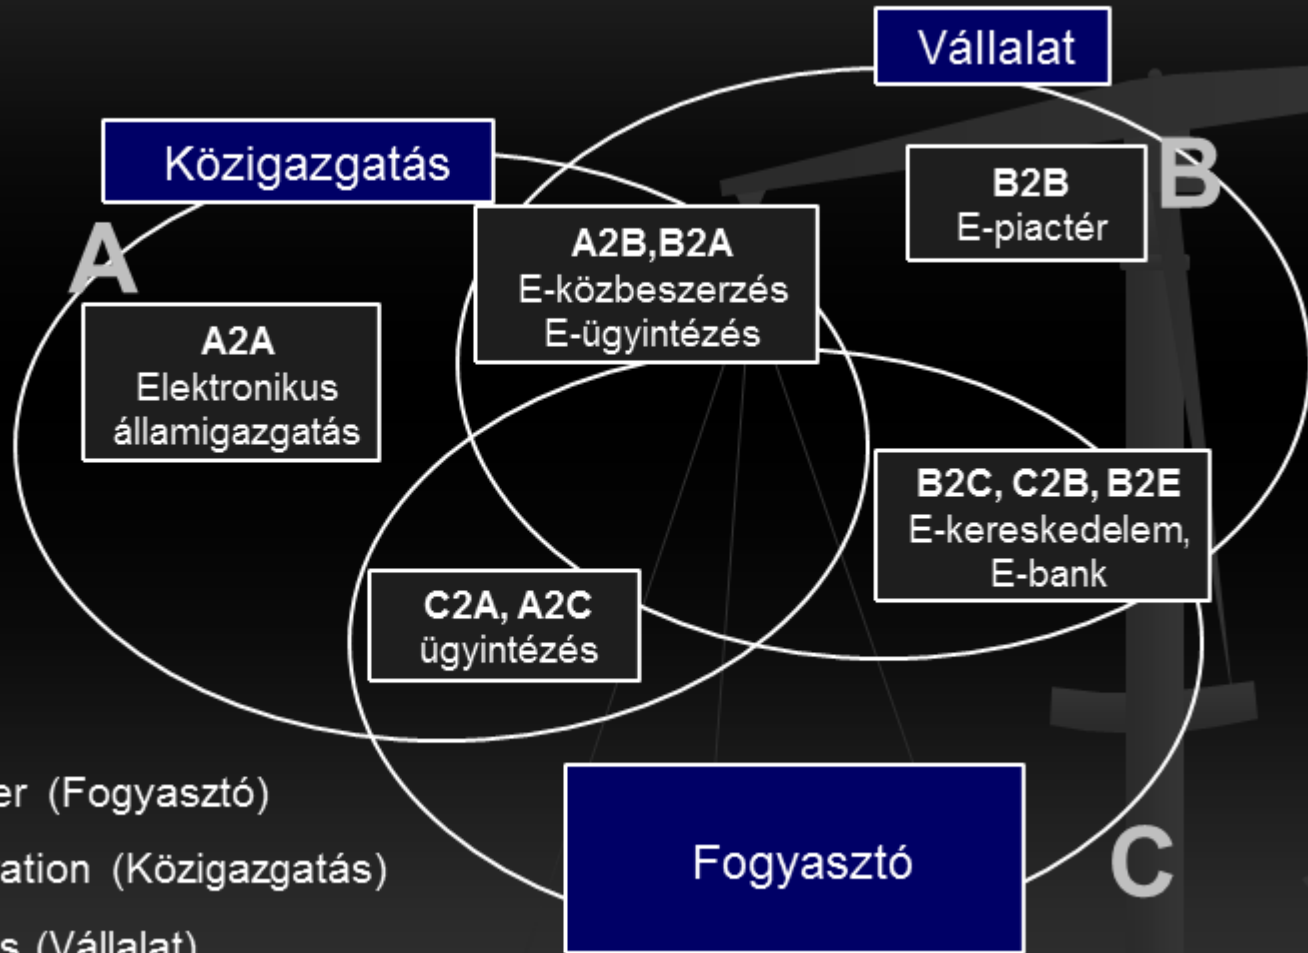 Vállalat
Közigazgatás
B
B2B
E-piactér
A
A2B,B2A
E-közbeszerzés
E-ügyintézés
A2A
Elektronikus
államigazgatás
B2C, C2B, B2E
E-kereskedelem,
E-bank
C2A, A2C
ügyintézés
er (Fogyasztó)
ation (Közigazgatás)
s (Vállalat)
Fogyasztó
C